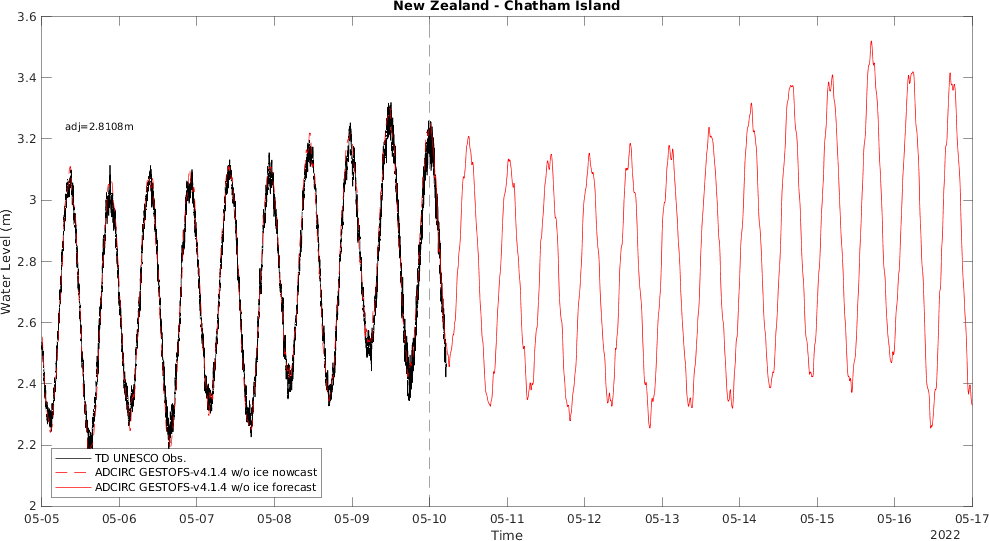 New Zealand - Chatham Island
3.6
3.4
3.2
3
2.8
2.6
2.4
2.2
2
Water Level (m)
adj=2.8108m
TD UNESCO Obs.
ADCIRC GESTOFS-v4.1.4 w/o ice nowcast
ADCIRC GESTOFS-v4.1.4 w/o ice forecast
05-05 05-06 05-07 05-08 05-09 05-10 05-11 05-12 05-13 05-14 05-15 05-16 05-17
Time
2022